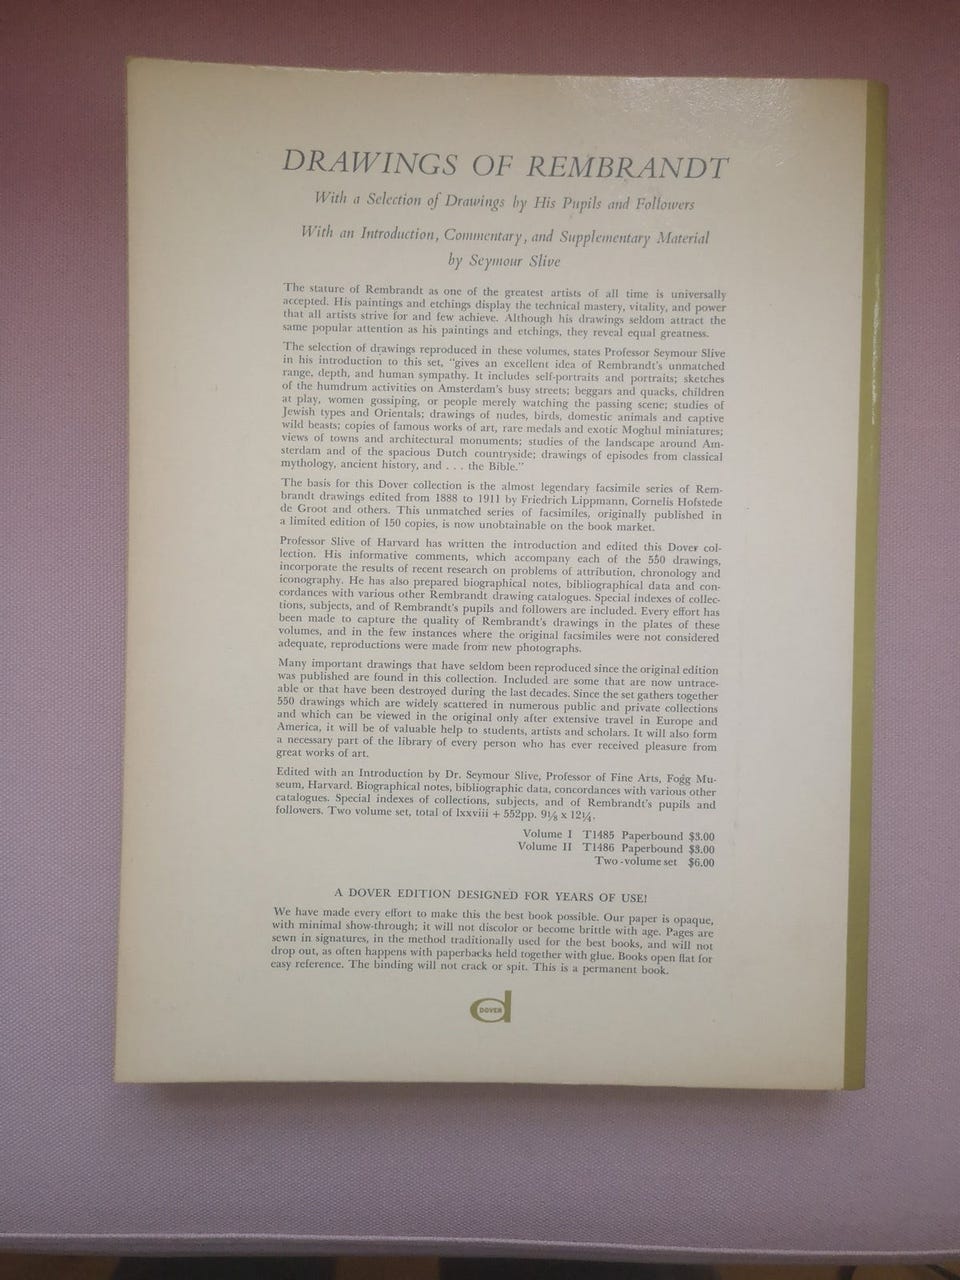 DRAWINGS OF REMBRANDT
With a Selection of Drawings by His Pupils and Followers
With an Introduction, Commentary, and Supplementary Material
by Seymour Slive
The stature of Rembrandt as one of the greatest artists of all time is universally
accepted. His paintings and etchings display the technical mastery, vitality, and power
that all artists strive for and few achieve. Although his drawings seldom attract the
same popular attention as his paintings and etchings, they reveal equal greatness.
The selection of drawings reproduced in these volumes, states Professor Seymour Slive
in his introduction to this set, "gives an excellent idea of Rembrandt's unmatched
range, depth, and human sympathy. It includes self-portraits and portraits; sketches
of the humdrum activities on Amsterdam's busy streets; beggars and quacks, children
at play, women gossiping, or people merely watching the passing scene; studies of
Jewish types and Orientals; drawings of nudes, birds, domestic animals and captive
wild beasts; copies of famous works of art, rare medals and exotic Moghul miniatures;
views of towns and architectural monuments; studies of the landscape around Am-
sterdam and of the spacious Dutch countryside; drawings of episodes from classical
mythology, ancient history, and . . . the Bible."
The basis for this Dover collection is the almost legendary facsimile series of Rem-
brandt drawings edited from 1888 to 1911 by Friedrich Lippmann, Cornelis Hofstede
de Groot and others. This unmatched series of facsimiles, originally published in
a limited edition of 150 copies, is now unobtainable on the book market.
Professor Slive of Harvard has written the introduction and edited this Dover col-
lection. His informative comments, which accompany each of the 550 drawings,
incorporate the results of recent research on problems of attribution, chronology and
iconography. He has also prepared biographical notes, bibliographical data and con-
cordances with various other Rembrandt drawing catalogues. Special indexes of collec-
tions, subjects, and of Rembrandt's pupils and followers are included. Every effort has
been made to capture the quality of Rembrandt's drawings in the plates of these
volumes, and in the few instances where the original facsimiles were not considered
adequate, reproductions were made from new photographs.
Many important drawings that have seldom been reproduced since the original edition
was published are found in this collection. Included are some that are now untrace-
able or that have been destroyed during the last decades. Since the set gathers together
550 drawings which are widely scattered in numerous public and private collections
and which can be viewed in the original only after extensive travel in Europe and
America, it will be of valuable help to students, artists and scholars. It will also form
a necessary part of the library of every person who has ever received pleasure from
great works of art.
Edited with an Introduction by Dr. Seymour Slive, Professor of Fine Arts, Fogg Mu-
seum, Harvard. Biographical notes, bibliographic data, concordances with various other
catalogues. Special indexes of collections, subjects, and of Rembrandt's pupils and
followers. Two volume set, total of lxxviii + 552pp. 9⅛ x 12¼.
Volume I T1485 Paperbound $3.00
Volume II T1486 Paperbound $3.00
Two-volume set $6.00
A DOVER EDITION DESIGNED FOR YEARS OF USE!
We have made every effort to make this the best book possible. Our paper is opaque,
with minimal show-through; it will not discolor or become brittle with age. Pages are
sewn in signatures, in the method traditionally used for the best books, and will not
drop out, as often happens with paperbacks held together with glue. Books open flat for
easy reference. The binding will not crack or spit. This is a permanent book.
DOVER